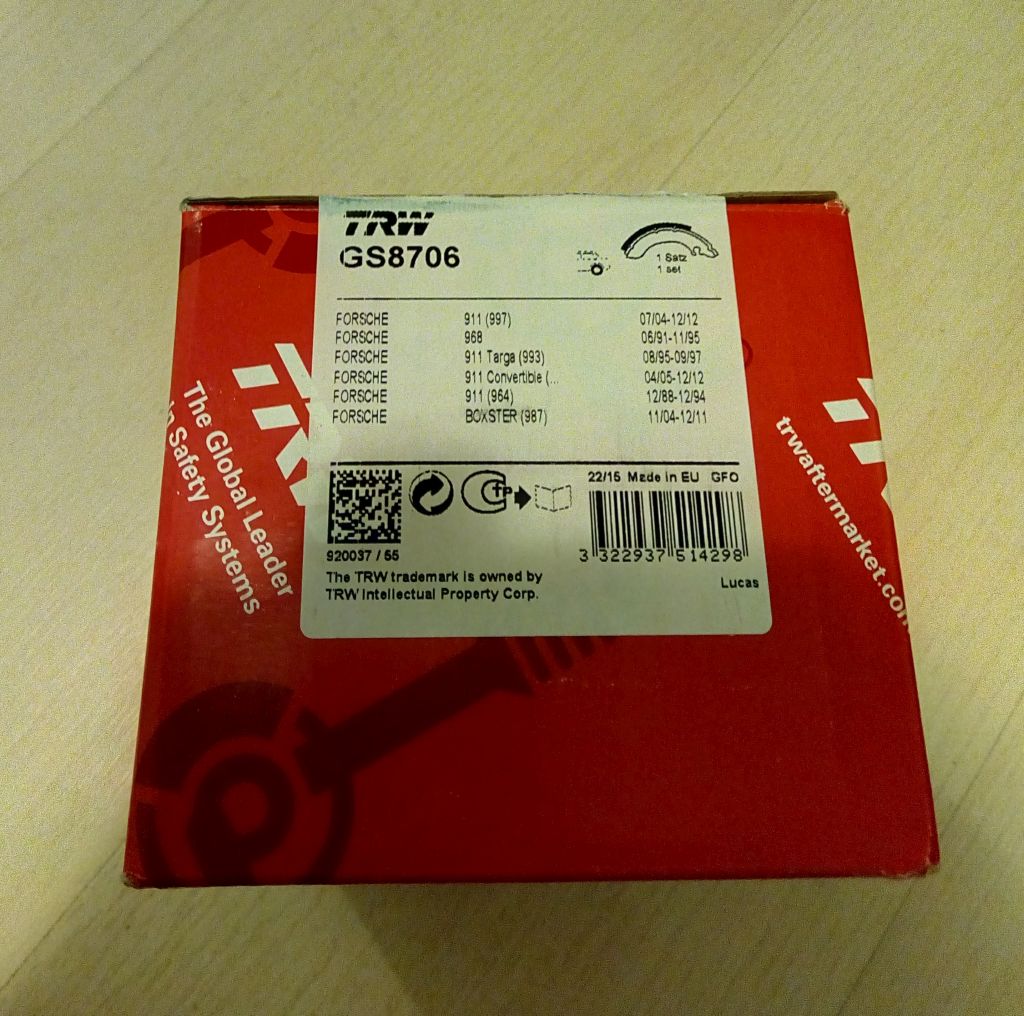 TRW
GS8706
1 Satz
1 set
PORSCHE 911 (997) 07/04-12/12
PORSCHE 968 06/91-11/95
PORSCHE 911 Targa (993) 08/95-09/97
PORSCHE 911 Convertible (... 04/05-12/12
PORSCHE 911 (964) 12/88-12/94
PORSCHE BOXSTER (987) 11/04-12/11
22/15 Made in EU GFO
920037 / 55
3 322937 514298
The TRW trademark is owned by
TRW Intellectual Property Corp.
Lucas
The Global Leader
in Safety Systems
trwaftermarket.com